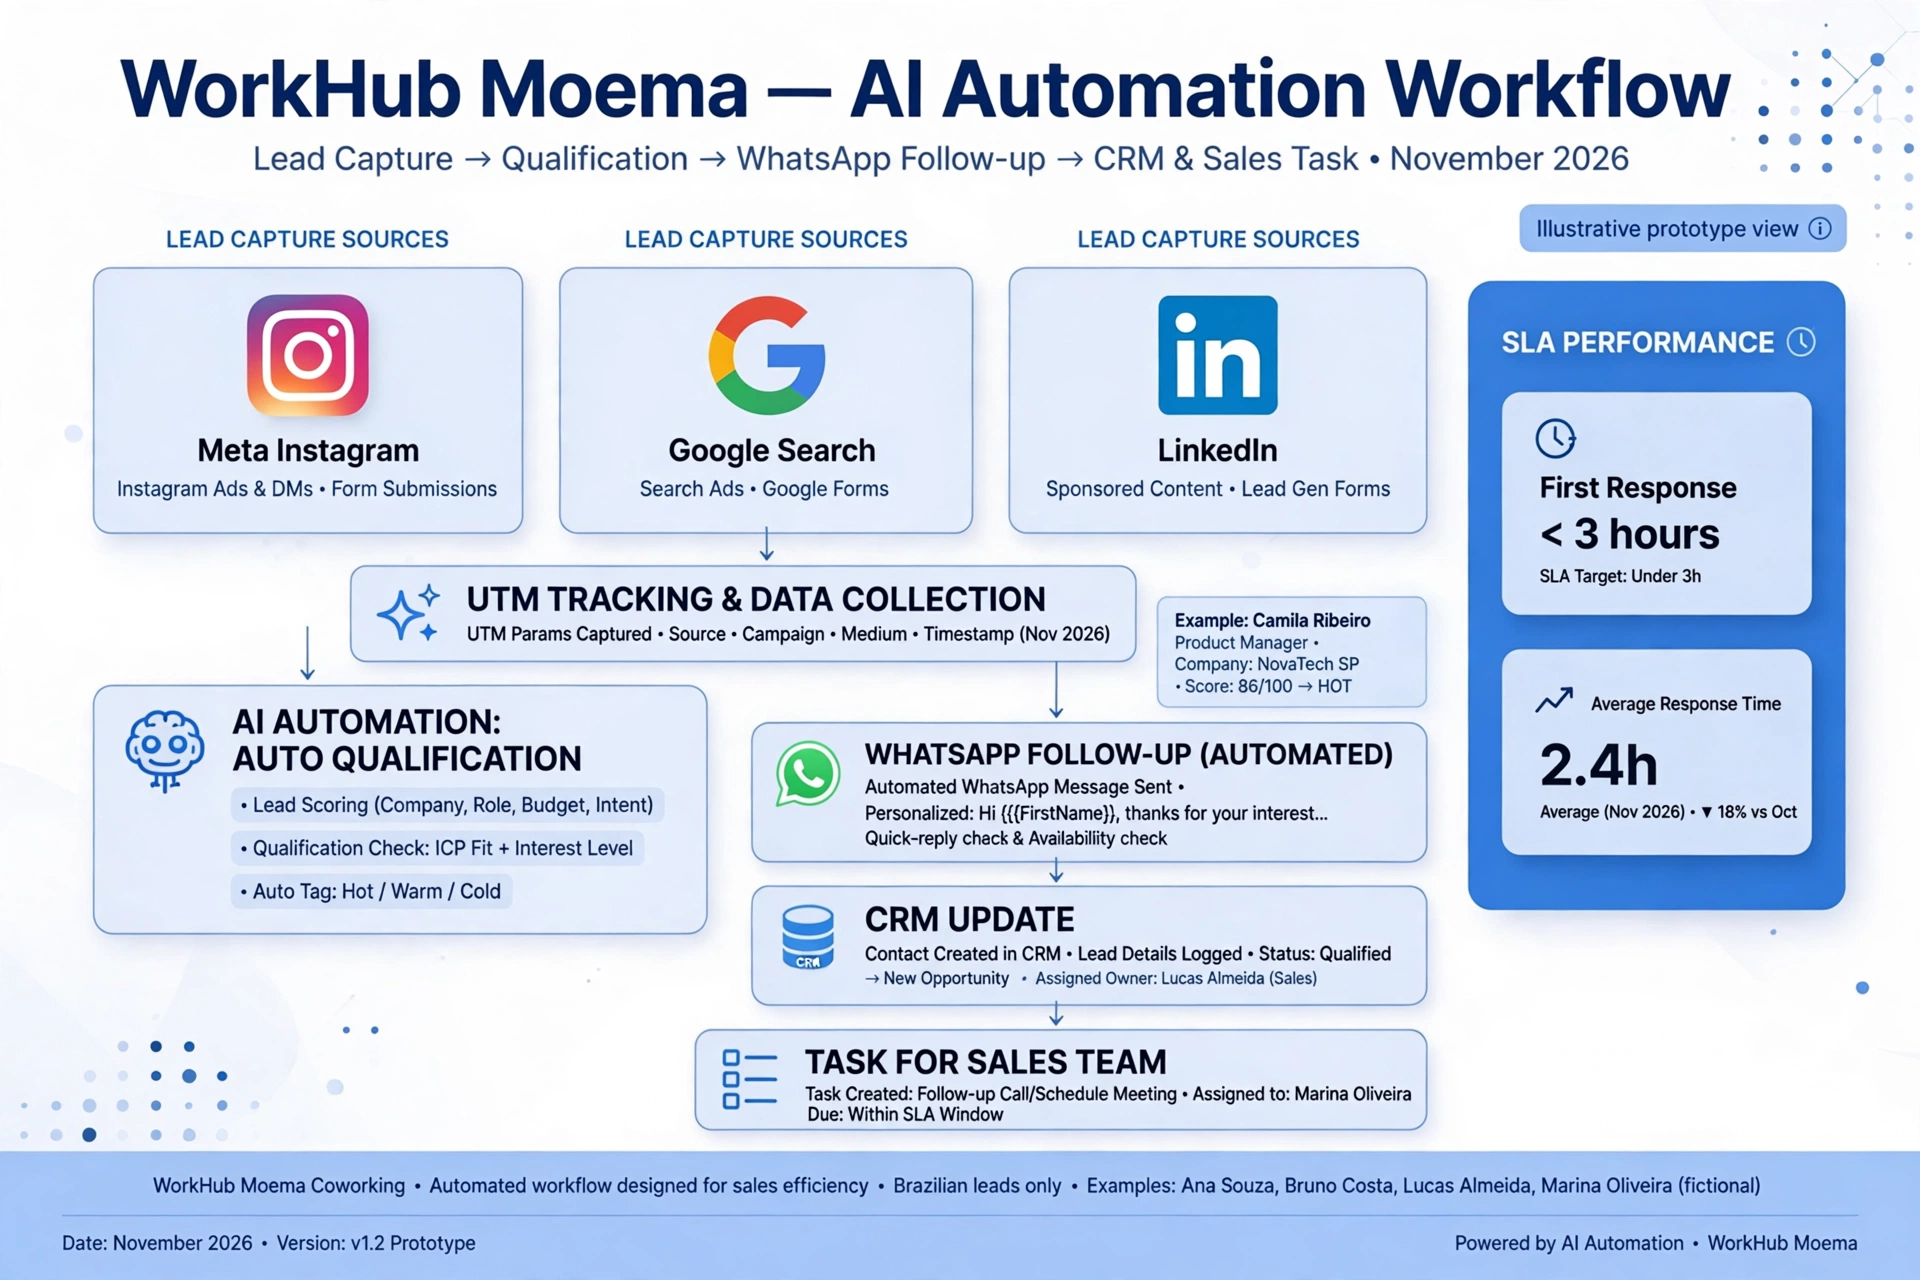 WorkHub Moema — AI Automation Workflow
Lead Capture → Qualification → WhatsApp Follow-up → CRM & Sales Task • November 2026
Illustrative prototype view
LEAD CAPTURE SOURCES
Meta Instagram
Instagram Ads & DMs • Form Submissions
LEAD CAPTURE SOURCES
Google Search
Search Ads • Google Forms
LEAD CAPTURE SOURCES
in
LinkedIn
Sponsored Content • Lead Gen Forms
UTM TRACKING & DATA COLLECTION
UTM Params Captured • Source • Campaign • Medium • Timestamp (Nov 2026)
Example: Camila Ribeiro
Product Manager •
Company: NovaTech SP
• Score: 86/100 → HOT
AI AUTOMATION:
AUTO QUALIFICATION
• Lead Scoring (Company, Role, Budget, Intent)
• Qualification Check: ICP Fit + Interest Level
• Auto Tag: Hot / Warm / Cold
WHATSAPP FOLLOW-UP (AUTOMATED)
Automated WhatsApp Message Sent •
Personalized: Hi {{{FirstName}}, thanks for your interest...
Quick-reply chack & Availabiliity check
CRM
CRM UPDATE
Contact Created in CRM • Lead Details Logged • Status: Qualified
→ New Opportunity • Assigned Owner: Lucas Almeida (Sales)
TASK FOR SALES TEAM
Task Created: Follow-up Call/Schedule Meeting • Assigned to: Marina Oliveira
Due: Within SLA Window
SLA PERFORMANCE
First Response
< 3 hours
SLA Target: Under 3h
Average Response Time
2.4h
Average (Nov 2026) • ▼ 18% vs Oct
WorkHub Moema Coworking • Automated workflow designed for sales efficiency • Brazilian leads only • Examples: Ana Souza, Bruno Costa, Lucas Almeida, Marina Oliveira (fictional)
Date: November 2026 • Version: v1.2 Prototype
Powered by AI Automation • WorkHub Moema